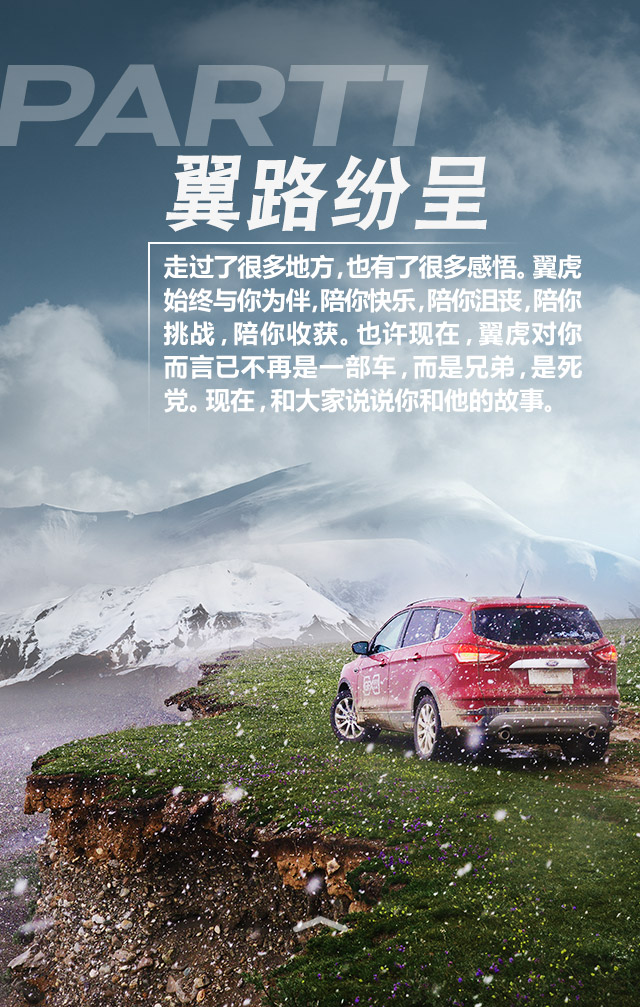 PART1
翼路纷呈
走过了很多地方，也有了很多感悟。翼虎
始终与你为伴，陪你快乐，陪你沮丧，陪你
挑战，陪你收获。也许现在，翼虎对你
而言已不再是一部车，而是兄弟，是死
党。现在，和大家说说你和他的故事。